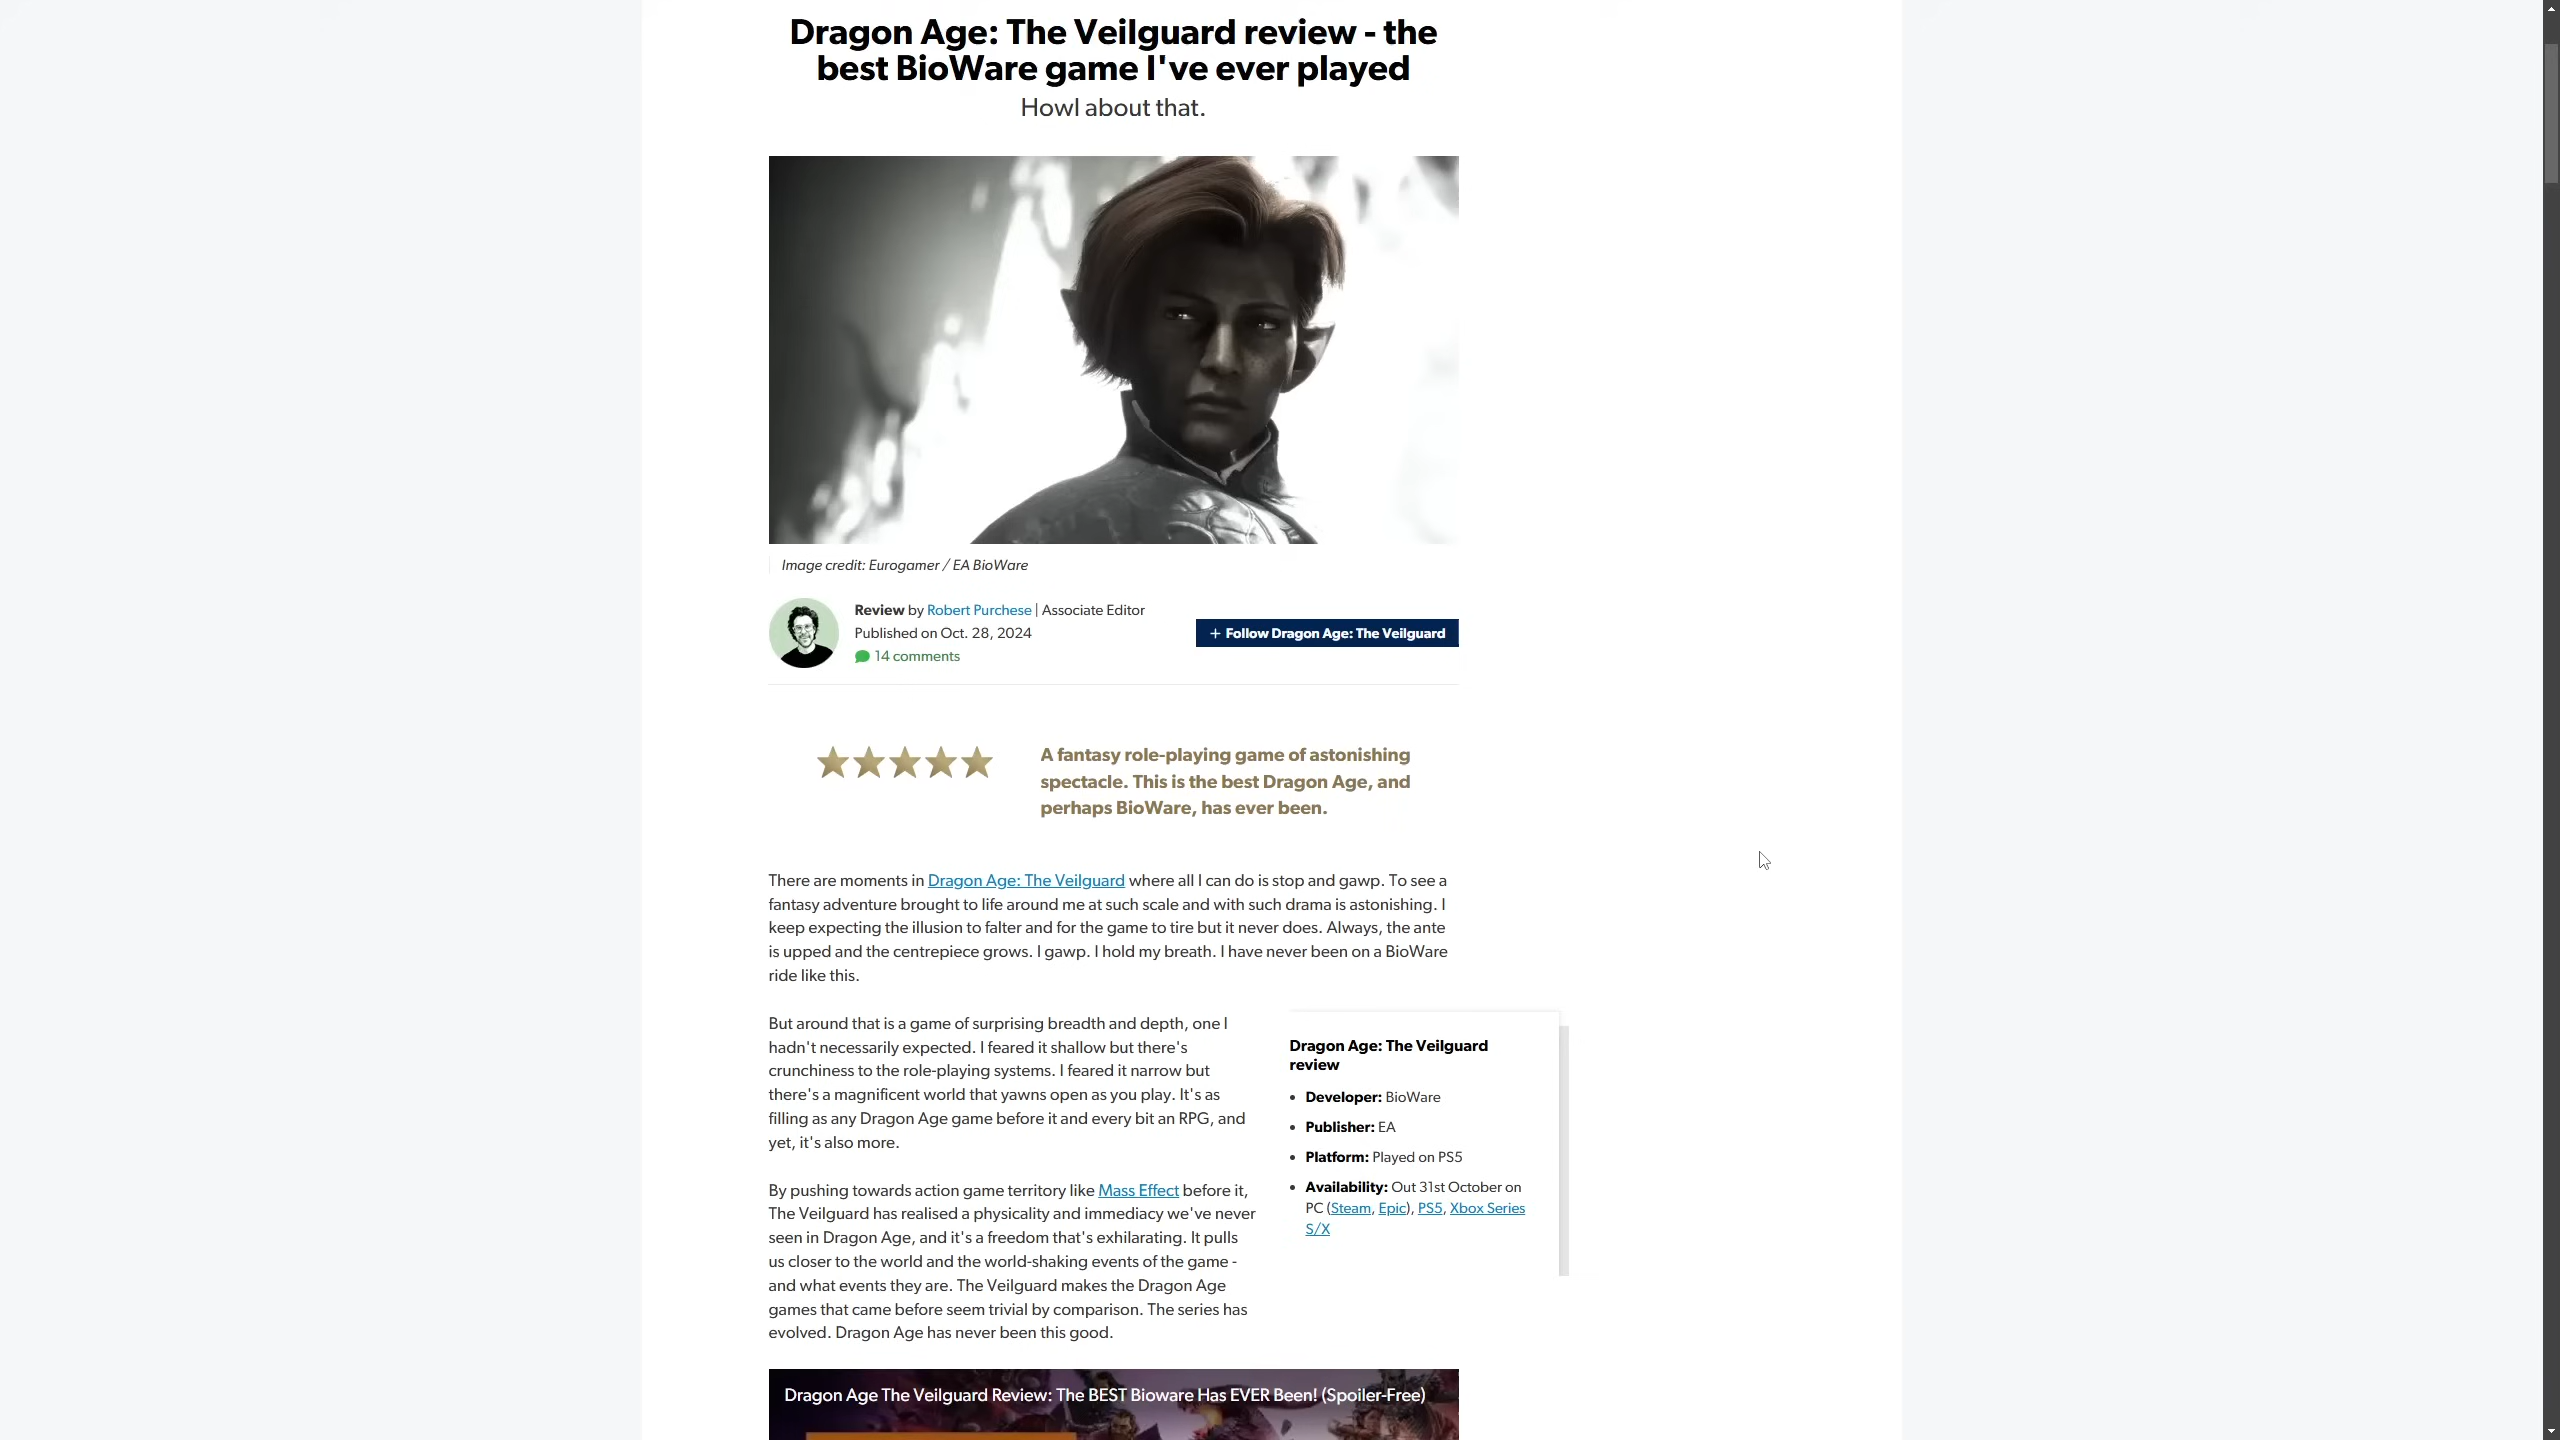 Dragon Age: The Veilguard review - the
best BioWare game I've ever played
Howl about that.
Image credit: Eurogamer / EA BioWare
Review by Robert Purchese | Associate Editor
Published on Oct. 28, 2024
14 comments
+ Follow Dragon Age: The Veilguard
A fantasy role-playing game of astonishing
spectacle. This is the best Dragon Age, and
perhaps BioWare, has ever been.
There are moments in Dragon Age: The Veilguard where all I can do is stop and gawp. To see a
fantasy adventure brought to life around me at such scale and with such drama is astonishing. I
keep expecting the illusion to falter and for the game to tire but it never does. Always, the ante
is upped and the centrepiece grows. I gawp. I hold my breath. I have never been on a BioWare
ride like this.
But around that is a game of surprising breadth and depth, one I
hadn't necessarily expected. I feared it shallow but there's
crunchiness to the role-playing systems. I feared it narrow but
there's a magnificent world that yawns open as you play. It's as
filling as any Dragon Age game before it and every bit an RPG, and
yet, it's also more.
By pushing towards action game territory like Mass Effect before it,
The Veilguard has realised a physicality and immediacy we've never
seen in Dragon Age, and it's a freedom that's exhilarating. It pulls
us closer to the world and the world-shaking events of the game -
and what events they are. The Veilguard makes the Dragon Age
games that came before seem trivial by comparison. The series has
evolved. Dragon Age has never been this good.
Dragon Age: The Veilguard
review
• Developer: BioWare
• Publisher: EA
• Platform: Played on PS5
• Availability: Out 31st October on
PC (Steam, Epic), PS5, Xbox Series
S/X
Dragon Age The Veilguard Review: The BEST Bioware Has EVER Been! (Spoiler-Free)